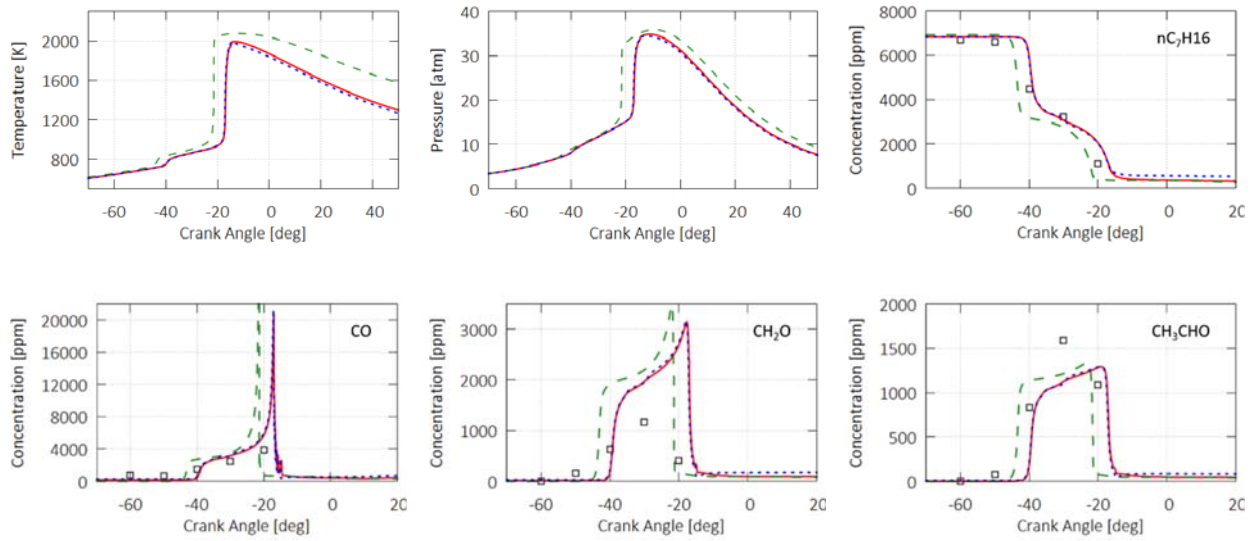 Temperature [K]
2000
1600
1200
800
-60 -40 -20 0 20 40
Crank Angle [deg]
Pressure [atm]
40
30
20
10
0
-60 -40 -20 0 20 40
Crank Angle [deg]
Concentration [ppm]
8000
6000
4000
2000
0
nC₇H16
-60 -40 -20 0 20
Crank Angle [deg]
Concentration [ppm]
20000
16000
12000
8000
4000
0
CO
-60 -40 -20 0 20
Crank Angle [deg]
Concentration [ppm]
3000
2000
1000
0
CH₂O
-60 -40 -20 0 20
Crank Angle [deg]
Concentration [ppm]
2000
1500
1000
500
0
CH₃CHO
-60 -40 -20 0 20
Crank Angle [deg]